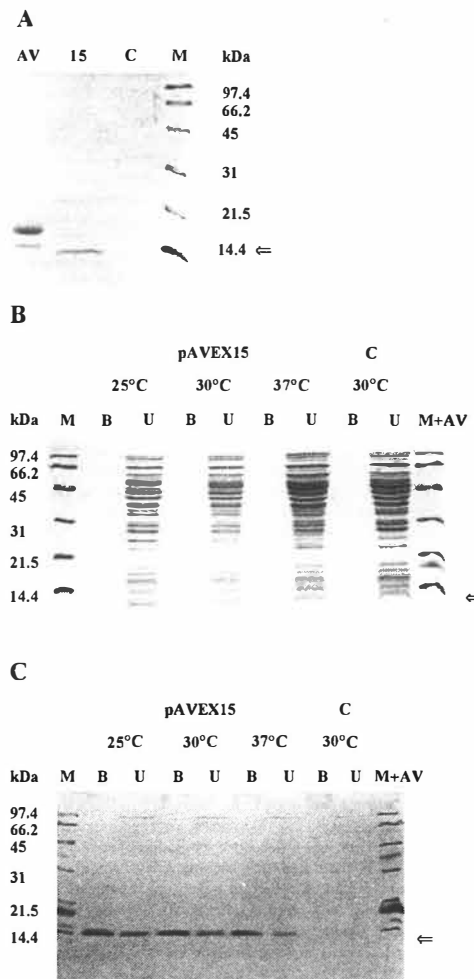 A
AV 15 C M kDa
97.4
66.2
45
31
21.5
14.4 ⇐
B
pAVEX15 C
25°C 30°C 37°C 30°C
kDa M B U B U B U B U M+AV
97.4
66.2
45
31
21.5
14.4 ⇐
C
pAVEX15 C
25°C 30°C 37°C 30°C
kDa M B U B U B U B U M+AV
97.4
66.2
45
31
21.5
14.4 ⇐